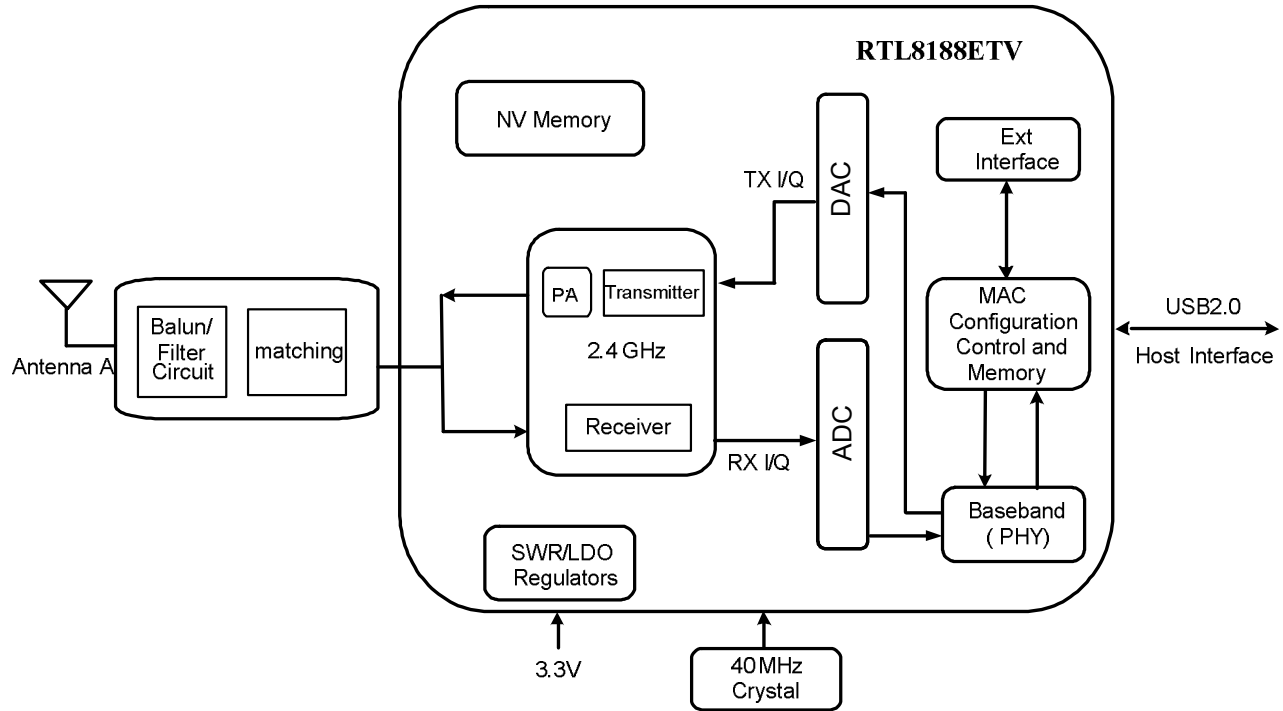 RTL8188ETV
NV Memory
DAC
Ext
Interface
TX I/Q
PA
Transmitter
2.4 GHz
Receiver
MAC
Configuration
Control and
Memory
USB2.0
Host Interface
Balun/
Filter
Circuit
matching
Antenna A
ADC
RX I/Q
Baseband
( PHY)
SWR/LDO
Regulators
3.3V
40MHz
Crystal